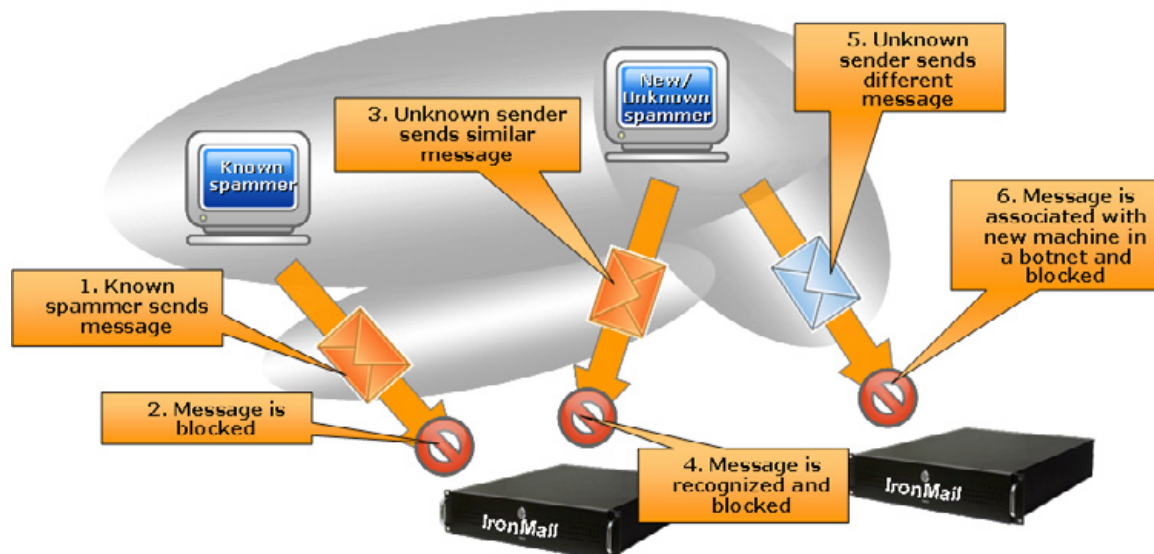 Known
spammer
New/
Unknown
spammer
1. Known
spammer sends
message
2. Message is
blocked
3. Unknown sender
sends similar
message
4. Message is
recognized and
blocked
5. Unknown
sender sends
different
message
6. Message is
associated with
new machine in
a botnet and
blocked
IronMail
IronMail